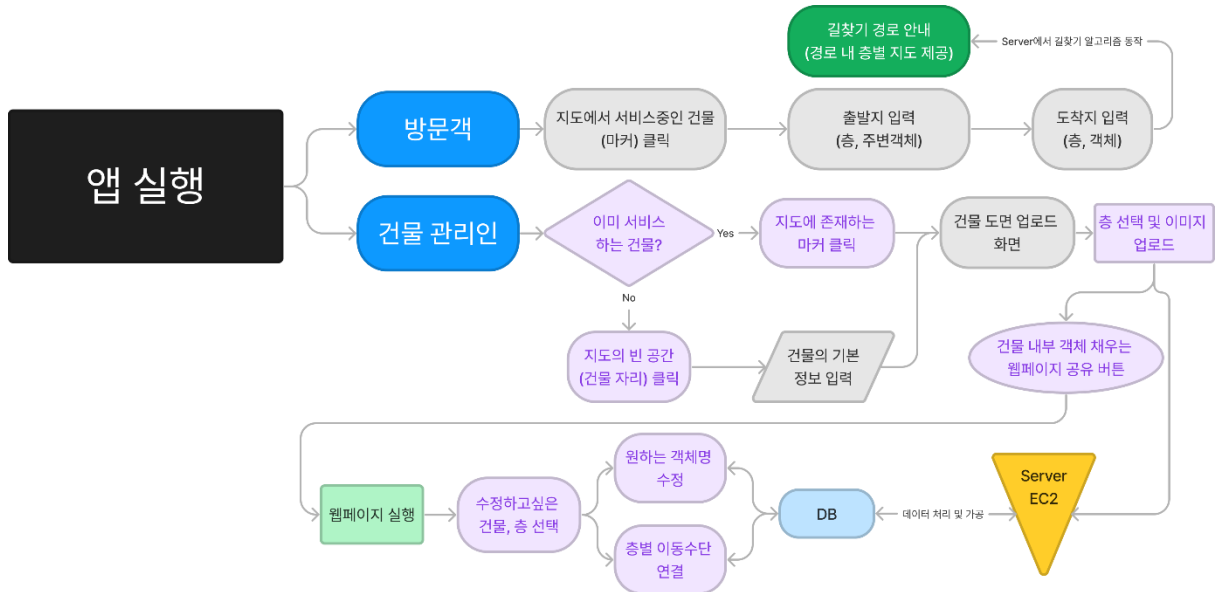 길찾기 경로 안내
(경로 내 층별 지도 제공)
Server에서 길찾기 알고리즘 동작
앱 실행
방문객
지도에서 서비스중인 건물
(마커) 클릭
출발지 입력
(층, 주변객체)
도착지 입력
(층, 객체)
건물 관리인
이미 서비스
하는 건물?
Yes
지도에 존재하는
마커 클릭
건물 도면 업로드
화면
층 선택 및 이미지
업로드
No
지도의 빈 공간
(건물 자리) 클릭
건물의 기본
정보 입력
건물 내부 객체 채우는
웹페이지 공유 버튼
웹페이지 실행
수정하고싶은
건물, 층 선택
원하는 객체명
수정
층별 이동수단
연결
DB
데이터 처리 및 가공
Server
EC2